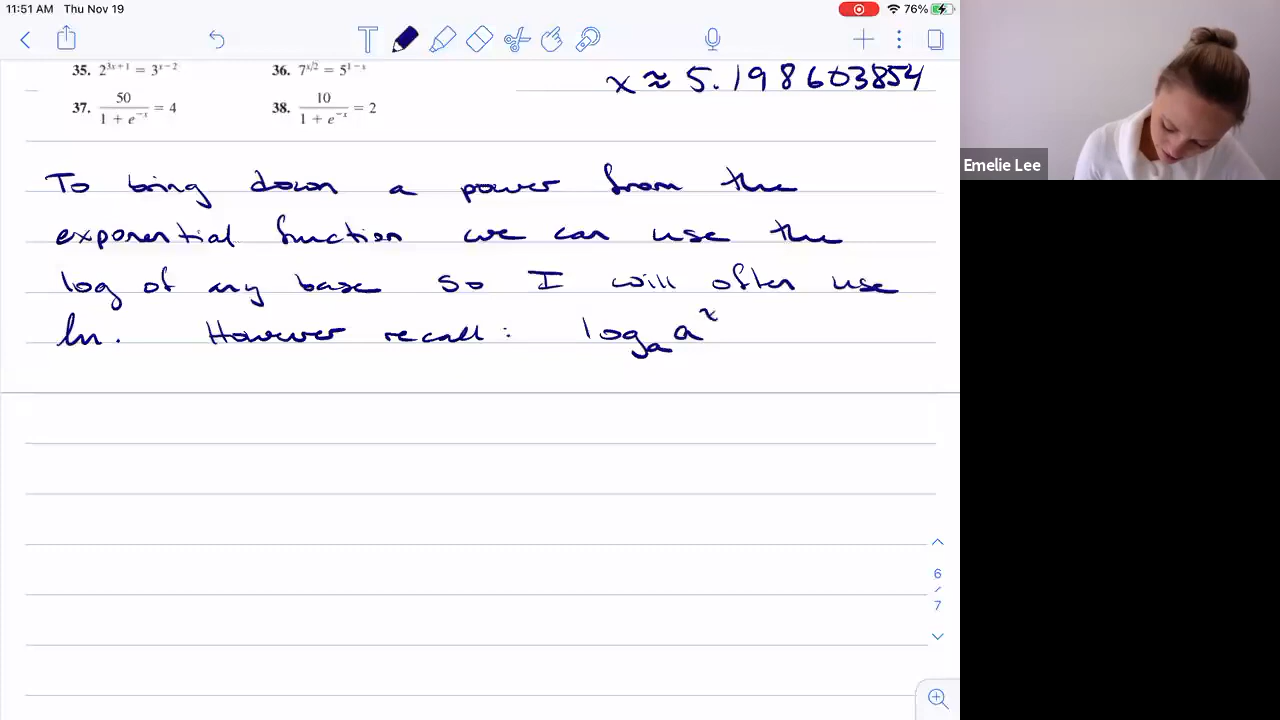 11:51 AM Thu Nov 19
76%
35. 2^{3x+1} = 3^{x−2}
36. 7^{x/2} = 5^{1−x}
x ≈ 5.198603854
37. \frac{50}{1 + e^{−x}} = 4
38. \frac{10}{1 + e^{−x}} = 2
Emelie Lee
To bring down a power from the
exponential function we can use the
log of any base so I will often use
ln. However recall: log_a a^x
6
7